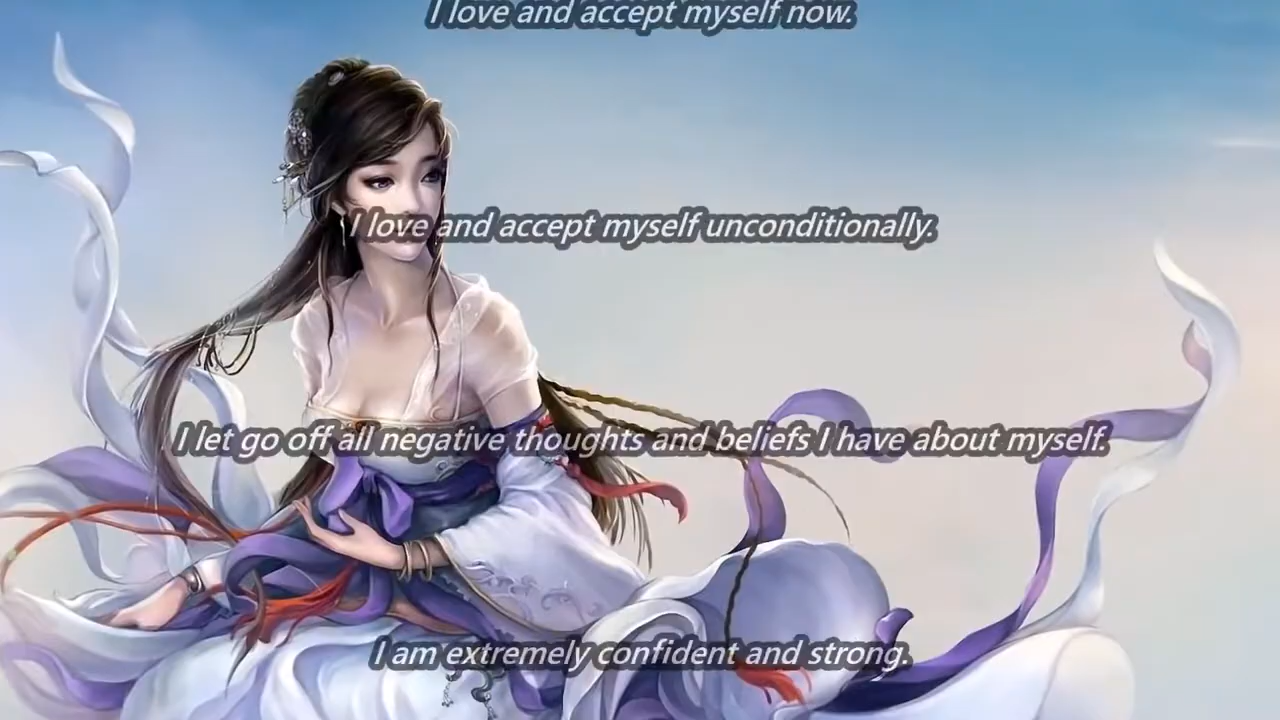 I love and accept myself now.
I love and accept myself unconditionally.
I let go off all negative thoughts and beliefs I have about myself.
I am extremely confident and strong.